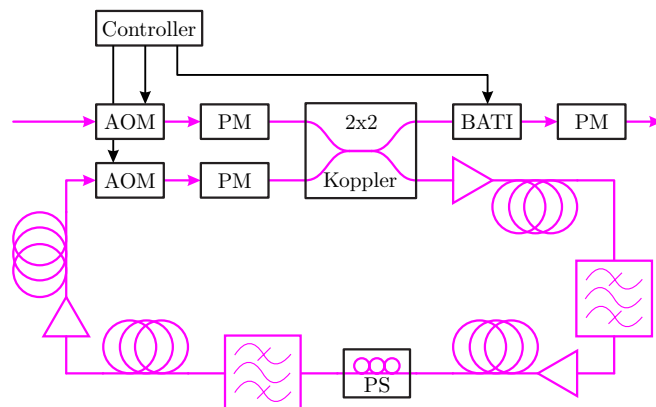 Controller
AOM
PM
2x2
BATI
PM
AOM
PM
Koppler
PS